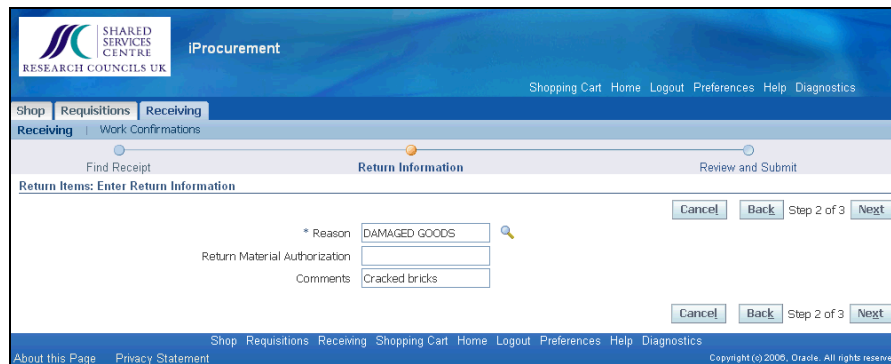 SHARED
SERVICES
CENTRE
RESEARCH COUNCILS UK
iProcurement
Shopping Cart Home Logout Preferences Help Diagnostics
Shop Requisitions Receiving
Receiving | Work Confirmations
Find Receipt Return Information Review and Submit
Return Items: Enter Return Information
Cancel Back Step 2 of 3 Next
* Reason DAMAGED GOODS
Return Material Authorization
Comments Cracked bricks
Cancel Back Step 2 of 3 Next
Shop Requisitions Receiving Shopping Cart Home Logout Preferences Help Diagnostics
About this Page Privacy Statement Copyright (c) 2006, Oracle. All rights reserve